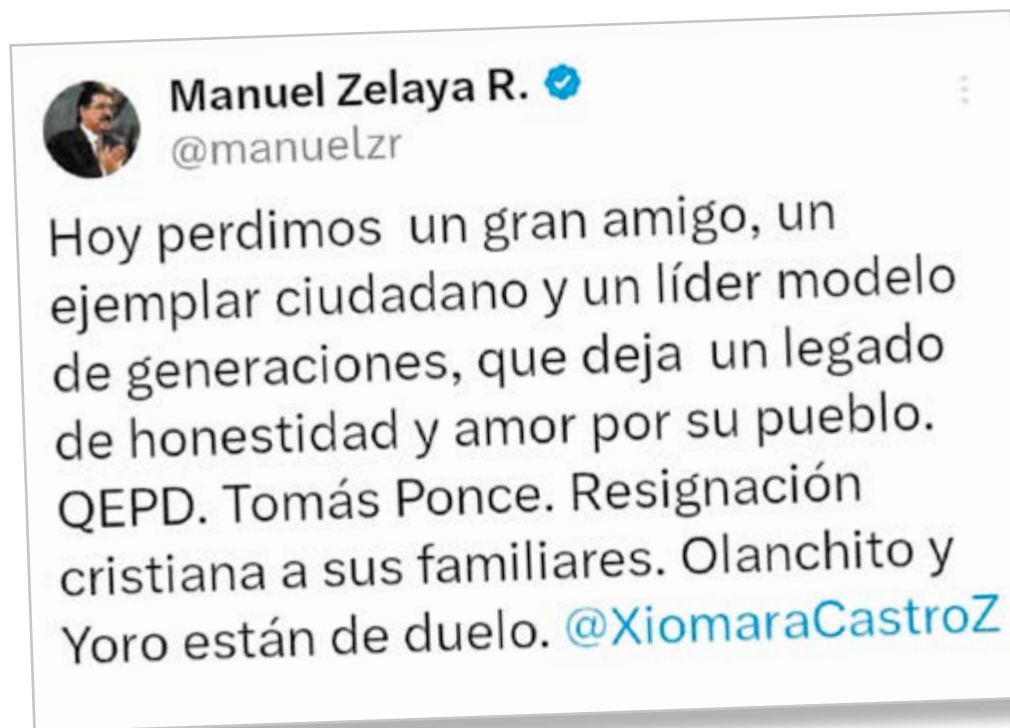 Manuel Zelaya R.
@manuelzr
Hoy perdimos un gran amigo, un
ejemplar ciudadano y un líder modelo
de generaciones, que deja un legado
de honestidad y amor por su pueblo.
QEPD. Tomás Ponce. Resignación
cristiana a sus familiares. Olanchito y
Yoro están de duelo. @XiomaraCastroZ